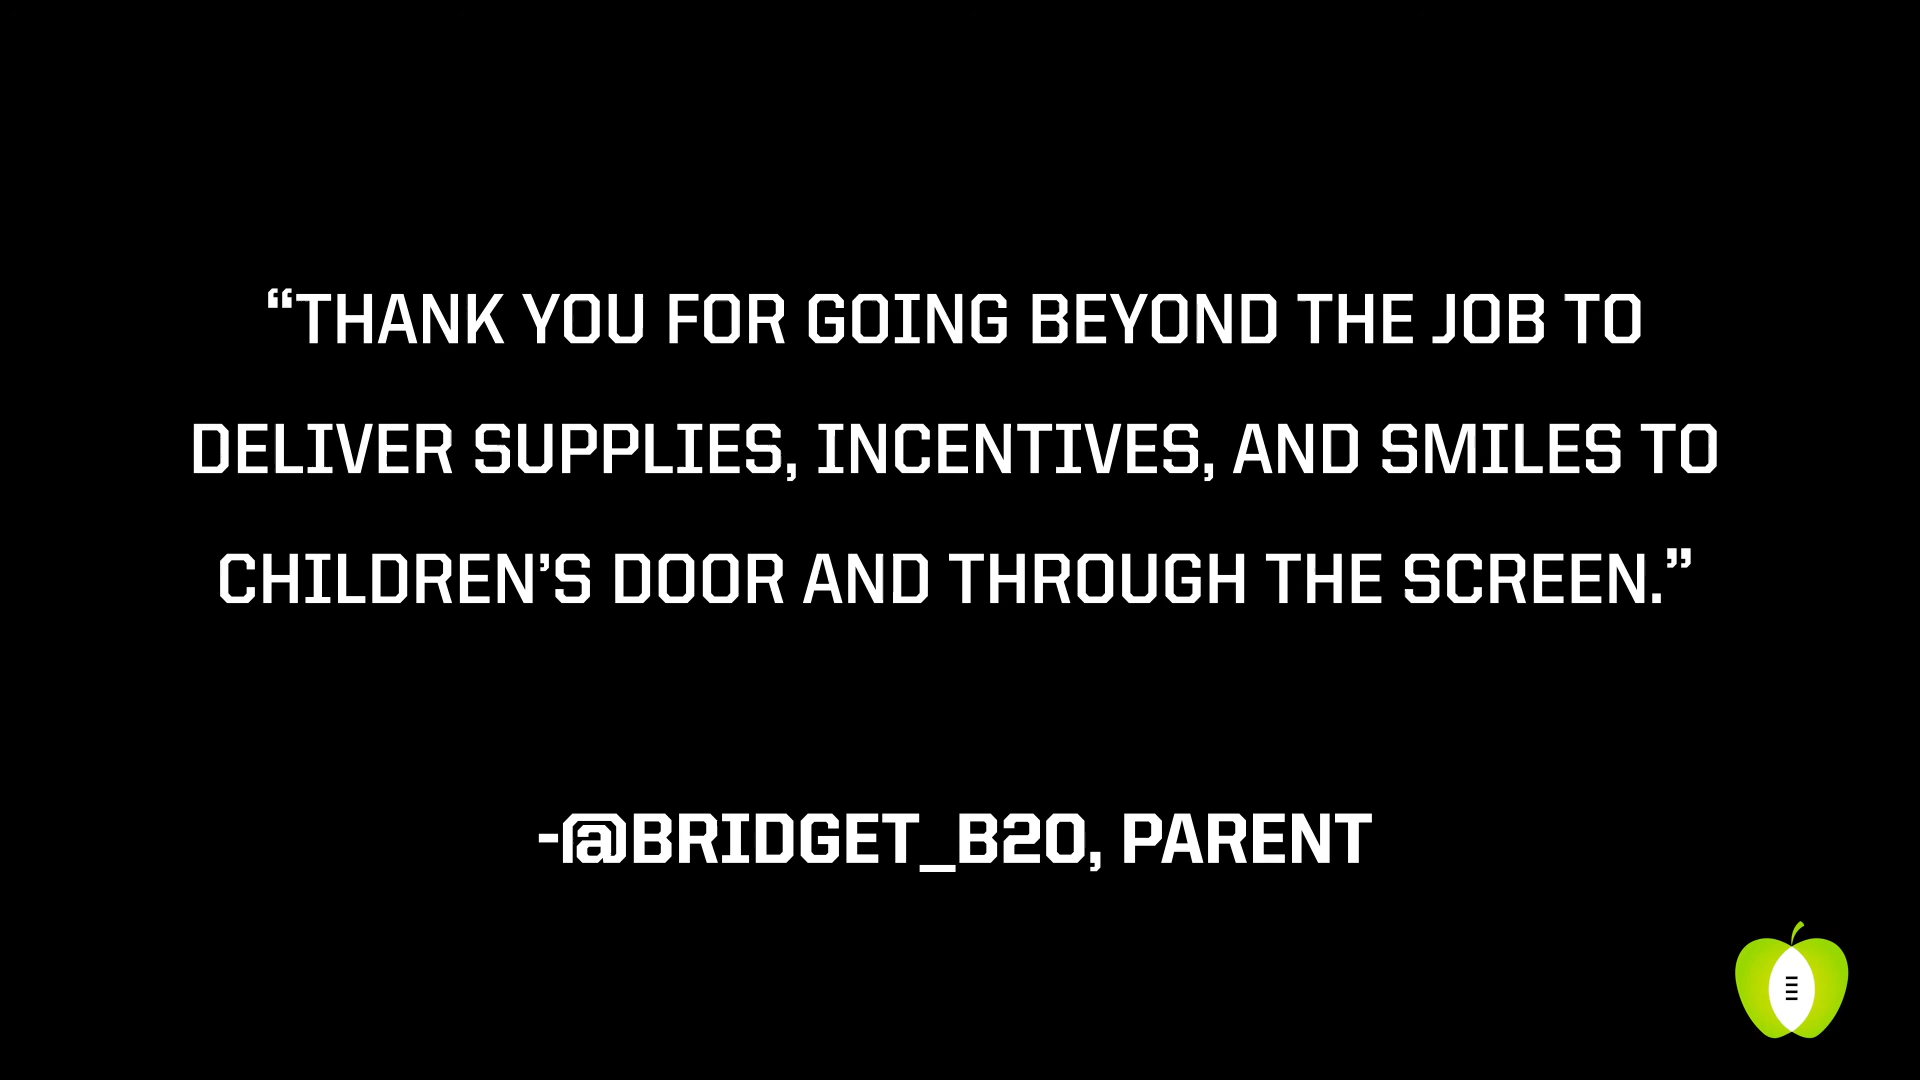 “THANK YOU FOR GOING BEYOND THE JOB TO
DELIVER SUPPLIES, INCENTIVES, AND SMILES TO
CHILDREN’S DOOR AND THROUGH THE SCREEN.”
-@BRIDGET_B20, PARENT